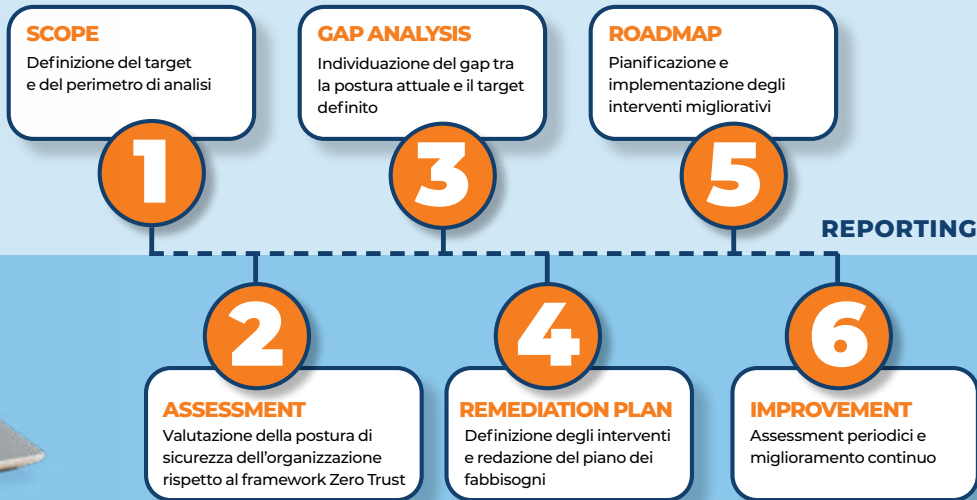 SCOPE
Definizione del target
e del perimetro di analisi
1
GAP ANALYSIS
Individuazione del gap tra
la postura attuale e il target
definito
3
ROADMAP
Pianificazione e
implementazione degli
interventi migliorativi
5
REPORTING
2
ASSESSMENT
Valutazione della postura di
sicurezza dell'organizzazione
rispetto al framework Zero Trust
4
REMEDIATION PLAN
Definizione degli interventi
e redazione del piano dei
fabbisogni
6
IMPROVEMENT
Assessment periodici e
miglioramento continuo